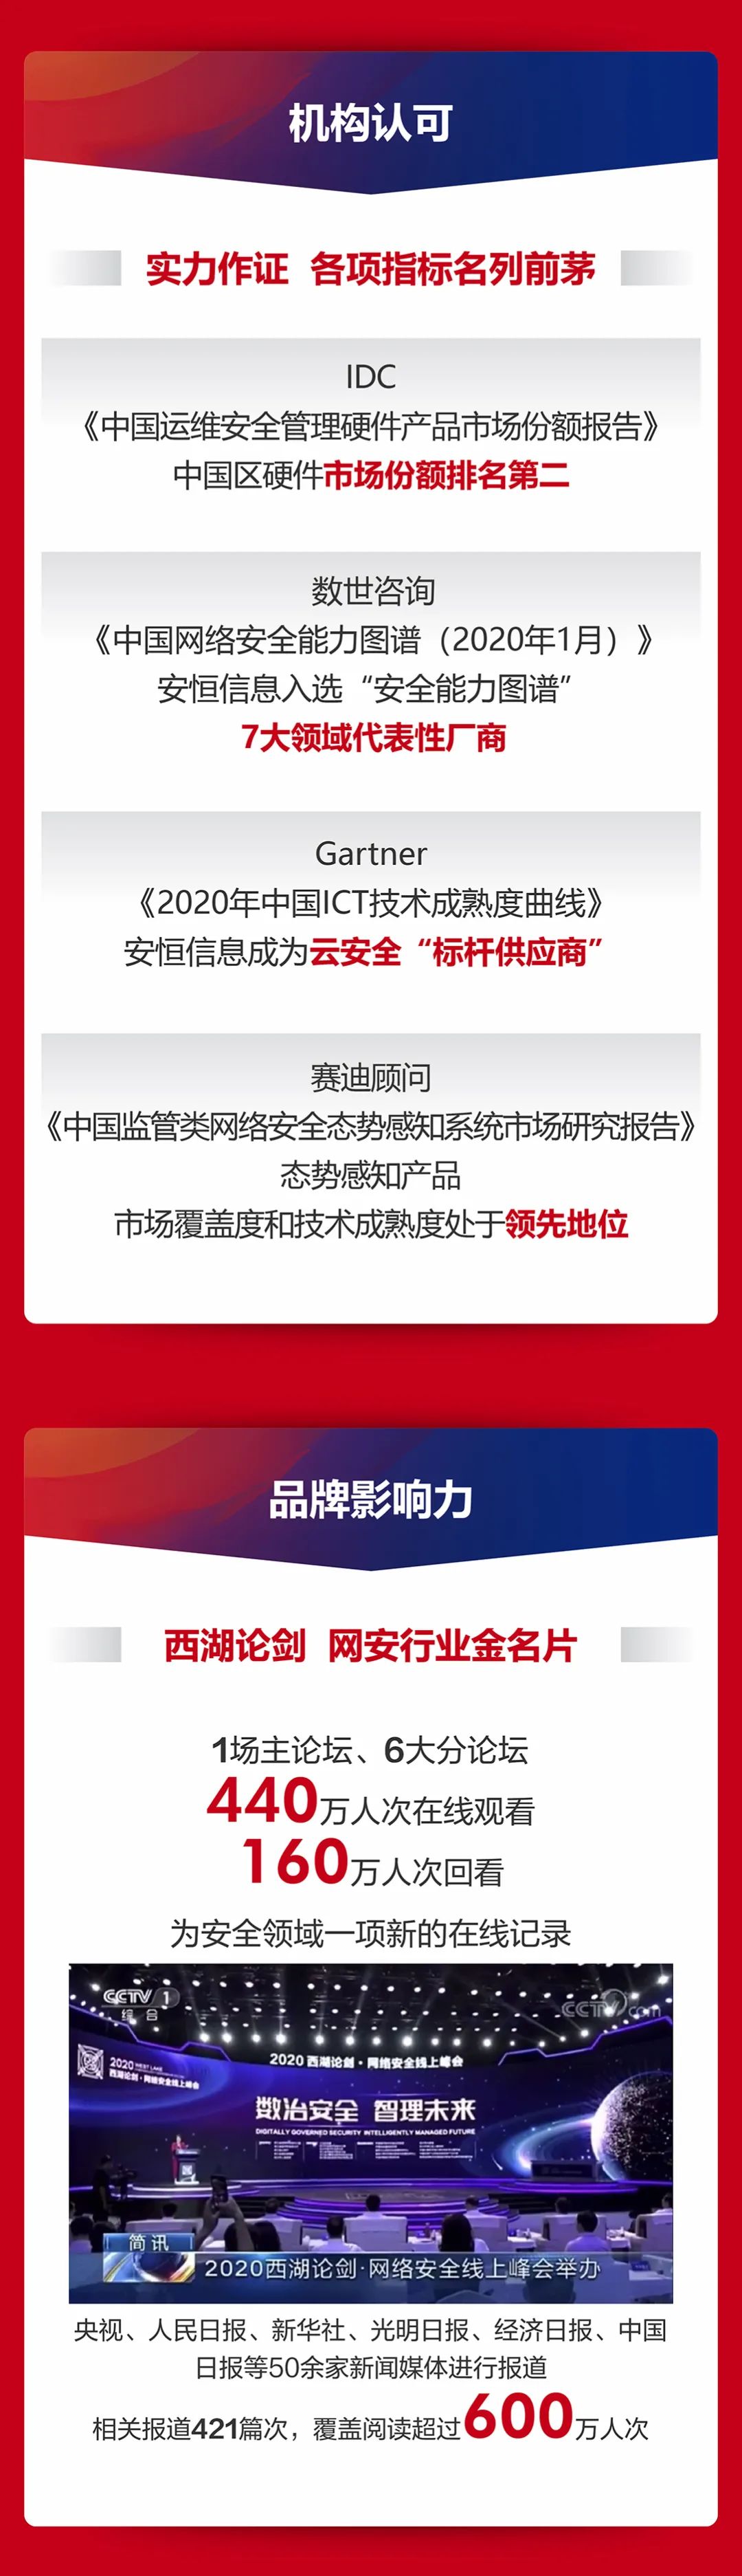 机构认可
实力作证 各项指标名列前茅
IDC
《中国运维安全管理硬件产品市场份额报告》
中国区硬件市场份额排名第二
数世咨询
《中国网络安全能力图谱（2020年1月）》
安恒信息入选“安全能力图谱”
7大领域代表性厂商
Gartner
《2020年中国ICT技术成熟度曲线》
安恒信息成为云安全“标杆供应商”
赛迪顾问
《中国监管类网络安全态势感知系统市场研究报告》
态势感知产品
市场覆盖度和技术成熟度处于领先地位
品牌影响力
西湖论剑 网安行业金名片
1场主论坛、6大分论坛
440万人次在线观看
160万人次回看
为安全领域一项新的在线记录
CCTV 1
综合
CCTV.com
2020 WEST LAKE
西湖论剑·网络安全线上峰会
2020 西湖论剑·网络安全线上峰会
数治安全 智理未来
DIGITALLY GOVERNED SECURITY INTELLIGENTLY MANAGED FUTURE
简讯
2020西湖论剑·网络安全线上峰会举办
央视、人民日报、新华社、光明日报、经济日报、中国
日报等50余家新闻媒体进行报道
相关报道421篇次，覆盖阅读超过600万人次